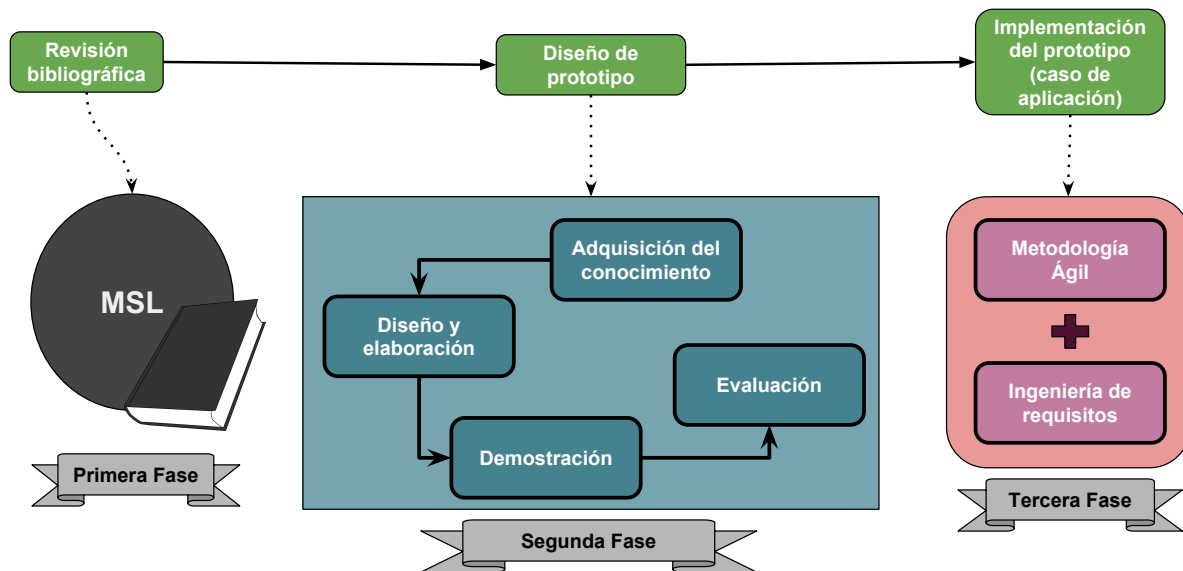 Revisión
bibliográfica
Diseño de
prototipo
Implementación
del prototipo
(caso de
aplicación)
MSL
Primera Fase
Adquisición del
conocimiento
Diseño y
elaboración
Demostración
Evaluación
Segunda Fase
Metodología
Ágil
Ingeniería de
requisitos
Tercera Fase